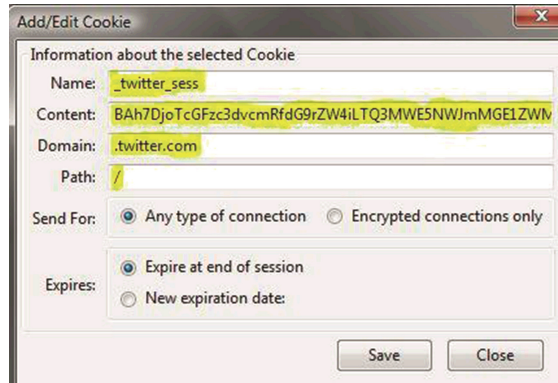 Add/Edit Cookie
Information about the selected Cookie
Name: _twitter_sess
Content: BAh7DjoTcGFzc3dvcmRfdG9rZW4iLTQ3MWE5NWJmMGE1ZWM
Domain: .twitter.com
Path: /
Send For: Any type of connection Encrypted connections only
Expires: Expire at end of session
New expiration date:
Save Close